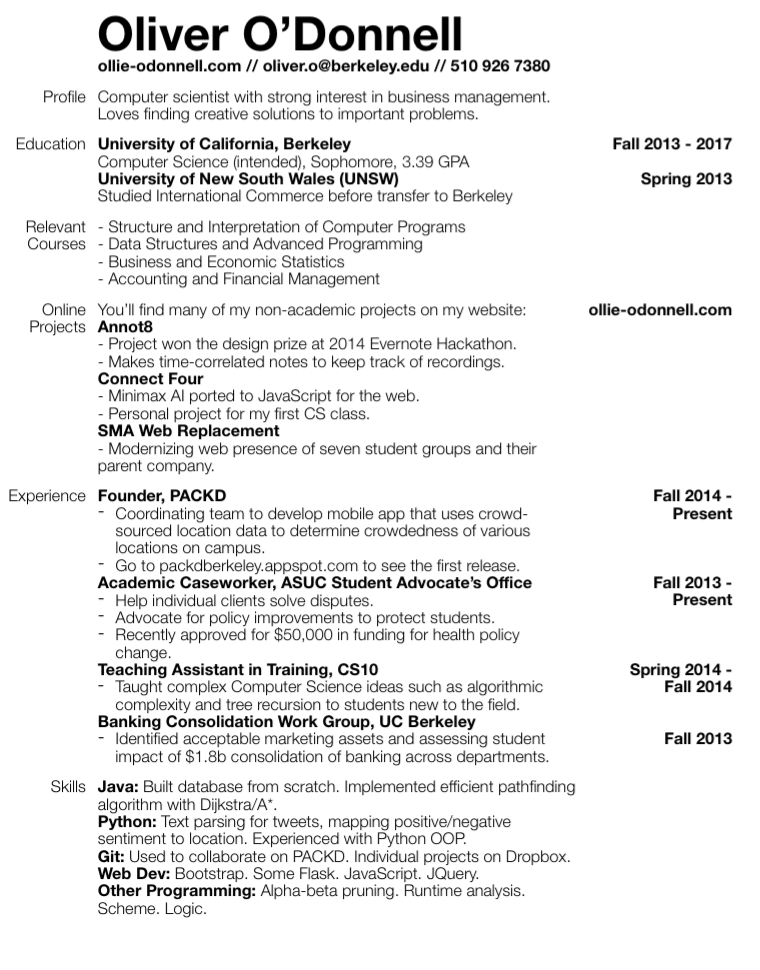 Oliver O’Donnell
ollie-odonnell.com // oliver.o@berkeley.edu // 510 926 7380
Profile Computer scientist with strong interest in business management.
Loves finding creative solutions to important problems.
Education University of California, Berkeley Fall 2013 - 2017
Computer Science (intended), Sophomore, 3.39 GPA
University of New South Wales (UNSW) Spring 2013
Studied International Commerce before transfer to Berkeley
Relevant - Structure and Interpretation of Computer Programs
Courses - Data Structures and Advanced Programming
- Business and Economic Statistics
- Accounting and Financial Management
Online You’ll find many of my non-academic projects on my website: ollie-odonnell.com
Projects Annot8
- Project won the design prize at 2014 Evernote Hackathon.
- Makes time-correlated notes to keep track of recordings.
Connect Four
- Minimax AI ported to JavaScript for the web.
- Personal project for my first CS class.
SMA Web Replacement
- Modernizing web presence of seven student groups and their
parent company.
Experience Founder, PACKD Fall 2014 -
- Coordinating team to develop mobile app that uses crowd- Present
sourced location data to determine crowdedness of various
locations on campus.
- Go to packdberkeley.appspot.com to see the first release.
Academic Caseworker, ASUC Student Advocate’s Office Fall 2013 -
- Help individual clients solve disputes. Present
- Advocate for policy improvements to protect students.
- Recently approved for $50,000 in funding for health policy
change.
Teaching Assistant in Training, CS10 Spring 2014 -
- Taught complex Computer Science ideas such as algorithmic Fall 2014
complexity and tree recursion to students new to the field.
Banking Consolidation Work Group, UC Berkeley
- Identified acceptable marketing assets and assessing student Fall 2013
impact of $1.8b consolidation of banking across departments.
Skills Java: Built database from scratch. Implemented efficient pathfinding
algorithm with Dijkstra/A*.
Python: Text parsing for tweets, mapping positive/negative
sentiment to location. Experienced with Python OOP.
Git: Used to collaborate on PACKD. Individual projects on Dropbox.
Web Dev: Bootstrap. Some Flask. JavaScript. JQuery.
Other Programming: Alpha-beta pruning. Runtime analysis.
Scheme. Logic.